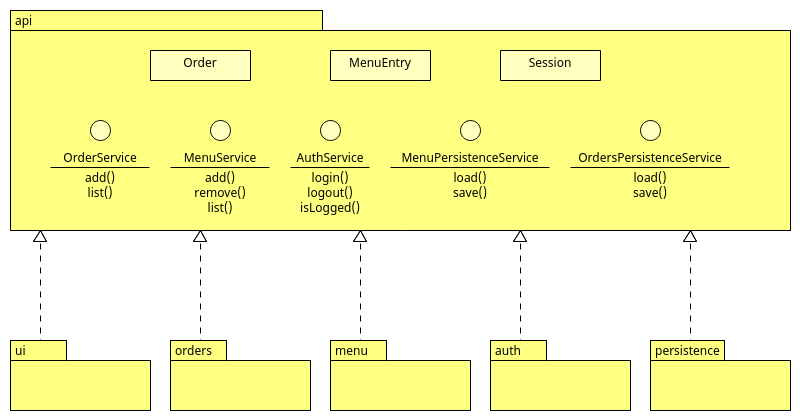 api
Order
MenuEntry
Session
OrderService
MenuService
AuthService
MenuPersistenceService
OrdersPersistenceService
add()
add()
login()
load()
load()
list()
remove()
logout()
save()
save()
list()
isLogged()
ui
orders
menu
auth
persistence